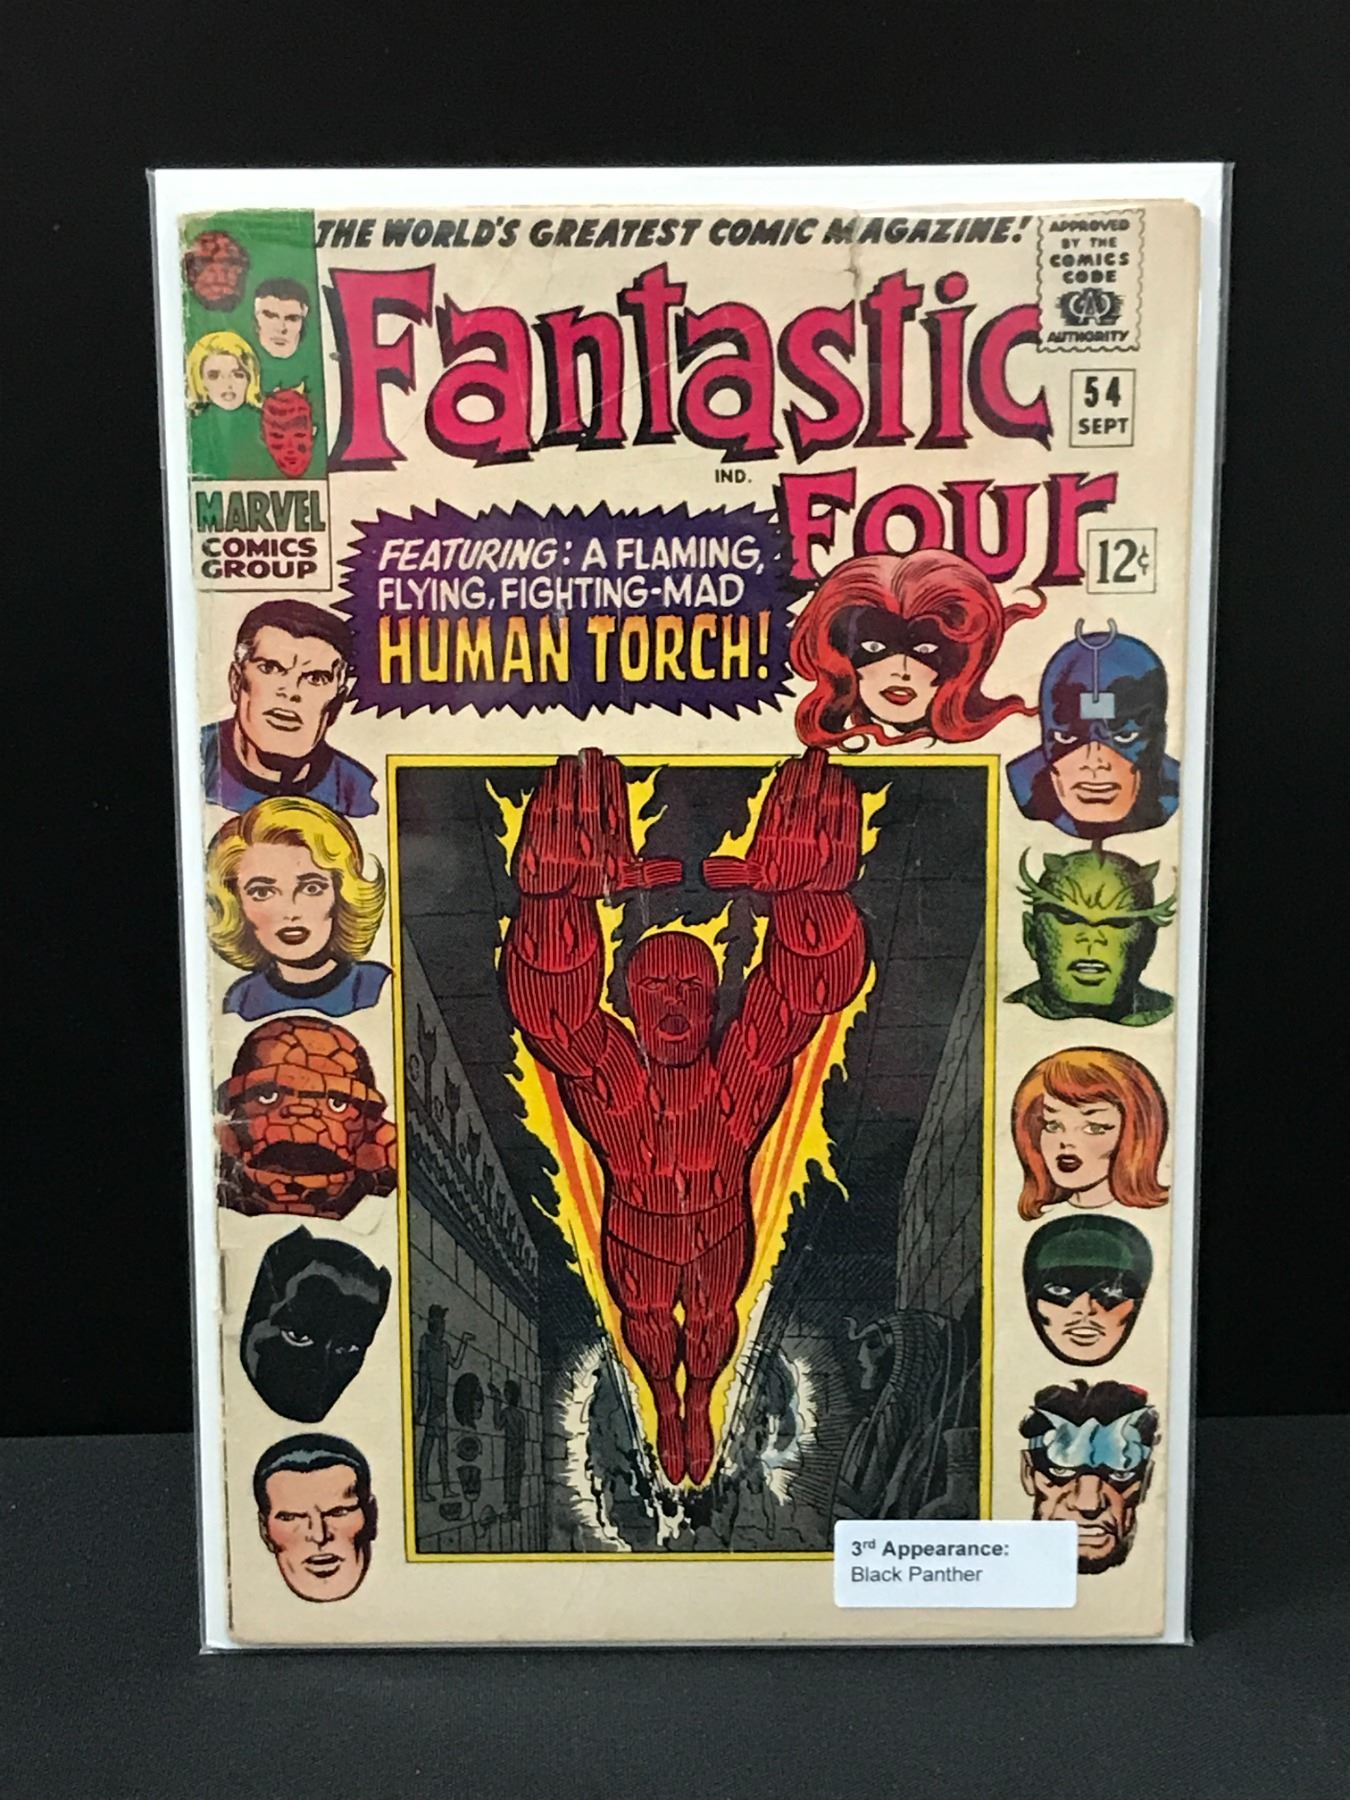 THE WORLD'S GREATEST COMIC MAGAZINE!
APPROVED
BY THE
COMICS
CODE
CA
AUTHORITY
Fantastic
Four
54
SEPT
IND.
12¢
MARVEL
COMICS
GROUP
FEATURING: A FLAMING,
FLYING, FIGHTING-MAD
HUMAN TORCH!
3rd Appearance:
Black Panther